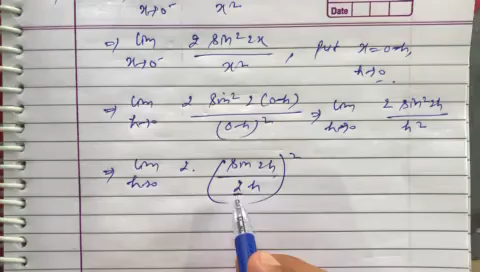 x→0⁻ x²
Date
⇒ lim x→0⁻ 2 sin² 2x / x² , put x = 0-h, h→0
⇒ lim h→0 2 sin² 2(0-h) / (0-h)² ⇒ lim h→0 2 sin² 2h / h²
⇒ lim h→0 2. (sin 2h / 2h)²